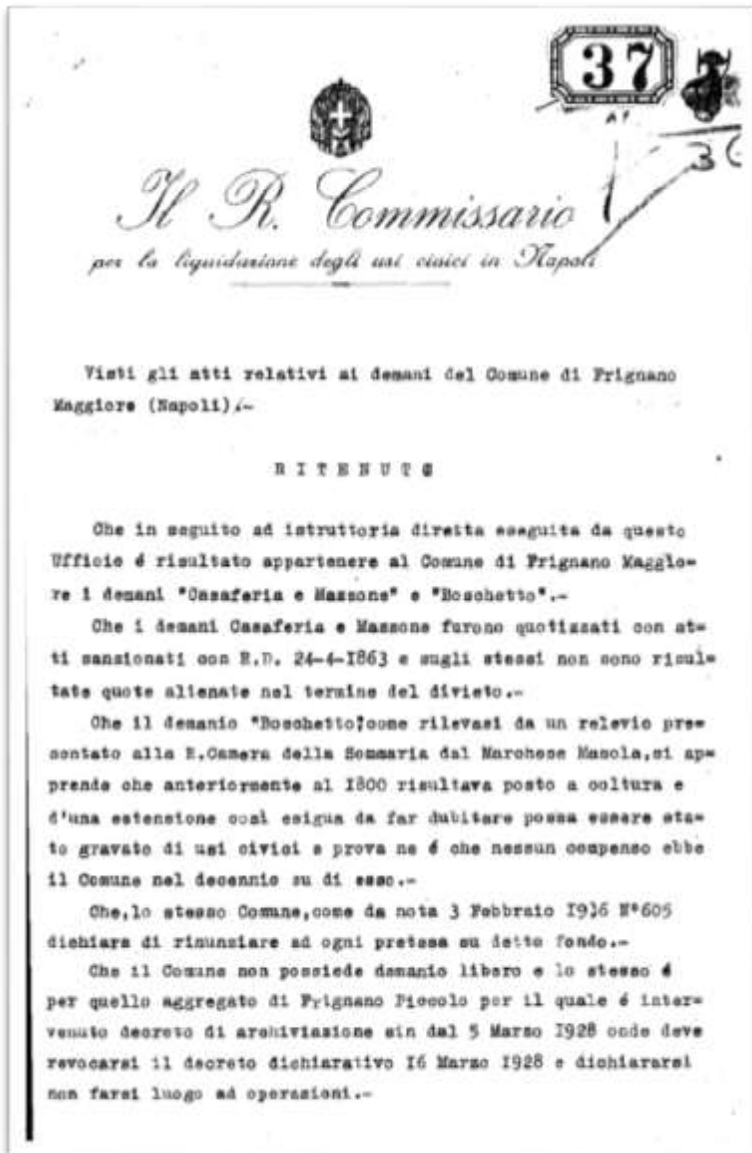 37
A1
3
Il R. Commissario
per la liquidazione degli usi civici in Napoli
Visti gli atti relativi ai demani del Comune di Frignano
Maggiore (Napoli).-
RITENUTO
Che in seguito ad istruttoria diretta eseguita da questo
Ufficio é risultato appartenere al Comune di Frignano Maggio=
re i demani "Casaferia e Massone" e "Boschetto".-
Che i demani Casaferia e Massone furono quotizzati con at=
ti sanzionati con R.D. 24-4-I863 e sugli stessi non sono risul=
tate quote alienate nel termine del divieto.-
Che il demanio "Boschetto"come rilevasi da un relevio pre=
sentato alla R.Camera della Sommaria dal Marchese Masola,si ap=
prende che anteriormente al I800 risultava posto a coltura e
d'una estensione così esigua da far dubitare possa essere sta=
to gravato di usi civici e prova ne é che nessun compenso ebbe
il Comune nel decennio su di esso.-
Che,lo stesso Comune,come da nota 3 Febbraio I936 N°605
dichiara di rinunziare ad ogni pretesa su detto fondo.-
Che il Comune non possiede demanio libero e lo stesso é
per quello aggregato di Frignano Piccolo per il quale é inter=
venuto decreto di archiviazione sin dal 5 Marzo I928 onde deve
revocarsi il decreto dichiarativo I6 Marzo I928 e dichiararsi
non farsi luogo ad operazioni.-